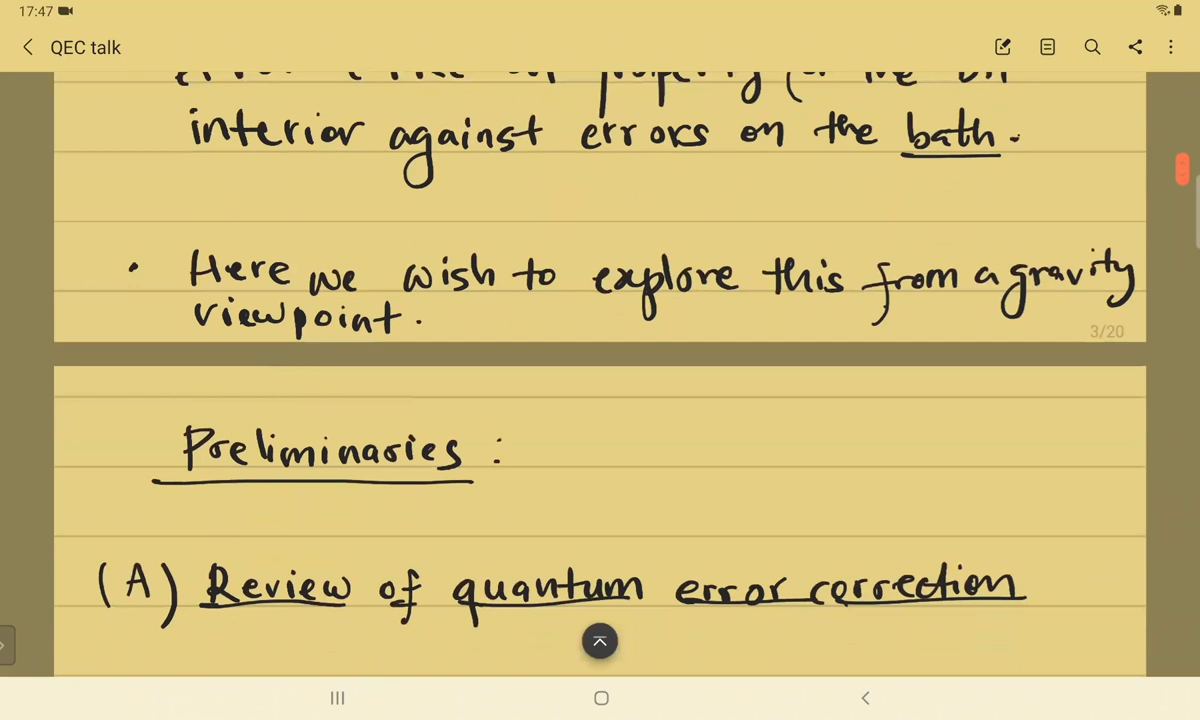 17:47
QEC talk
interior against errors on the bath.
• Here we wish to explore this from a gravity
viewpoint.
3/20
Preliminaries :
(A) Review of quantum error correction